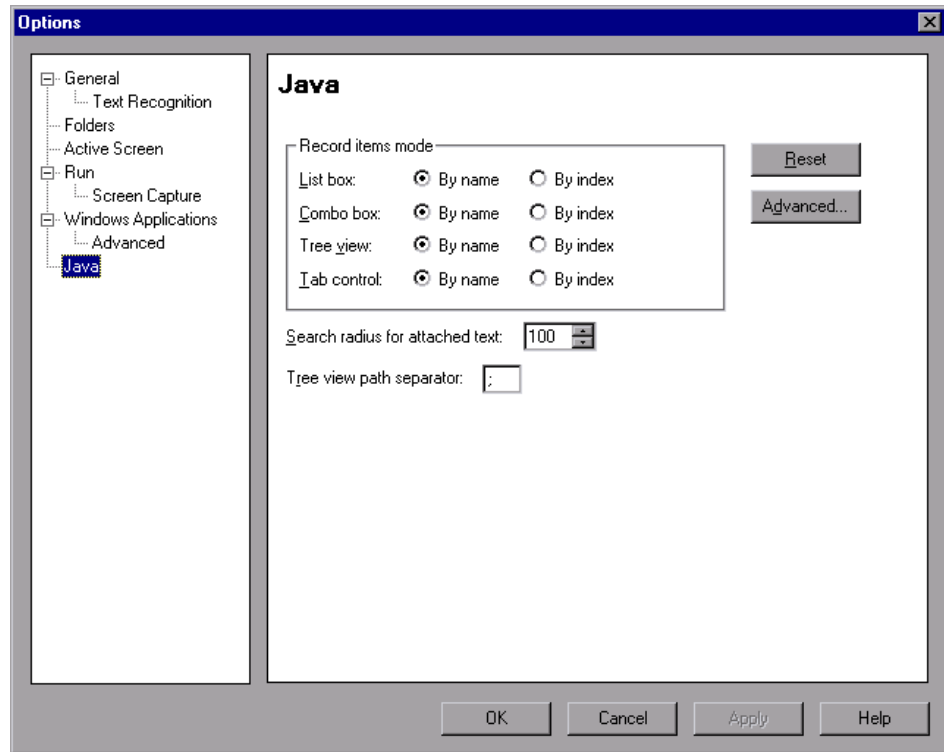 Options
General
Text Recognition
Folders
Active Screen
Run
Screen Capture
Windows Applications
Advanced
Java
Java
Record items mode
List box: By name By index
Combo box: By name By index
Tree view: By name By index
Tab control: By name By index
Reset
Advanced...
Search radius for attached text: 100
Tree view path separator: ;
OK Cancel Apply Help